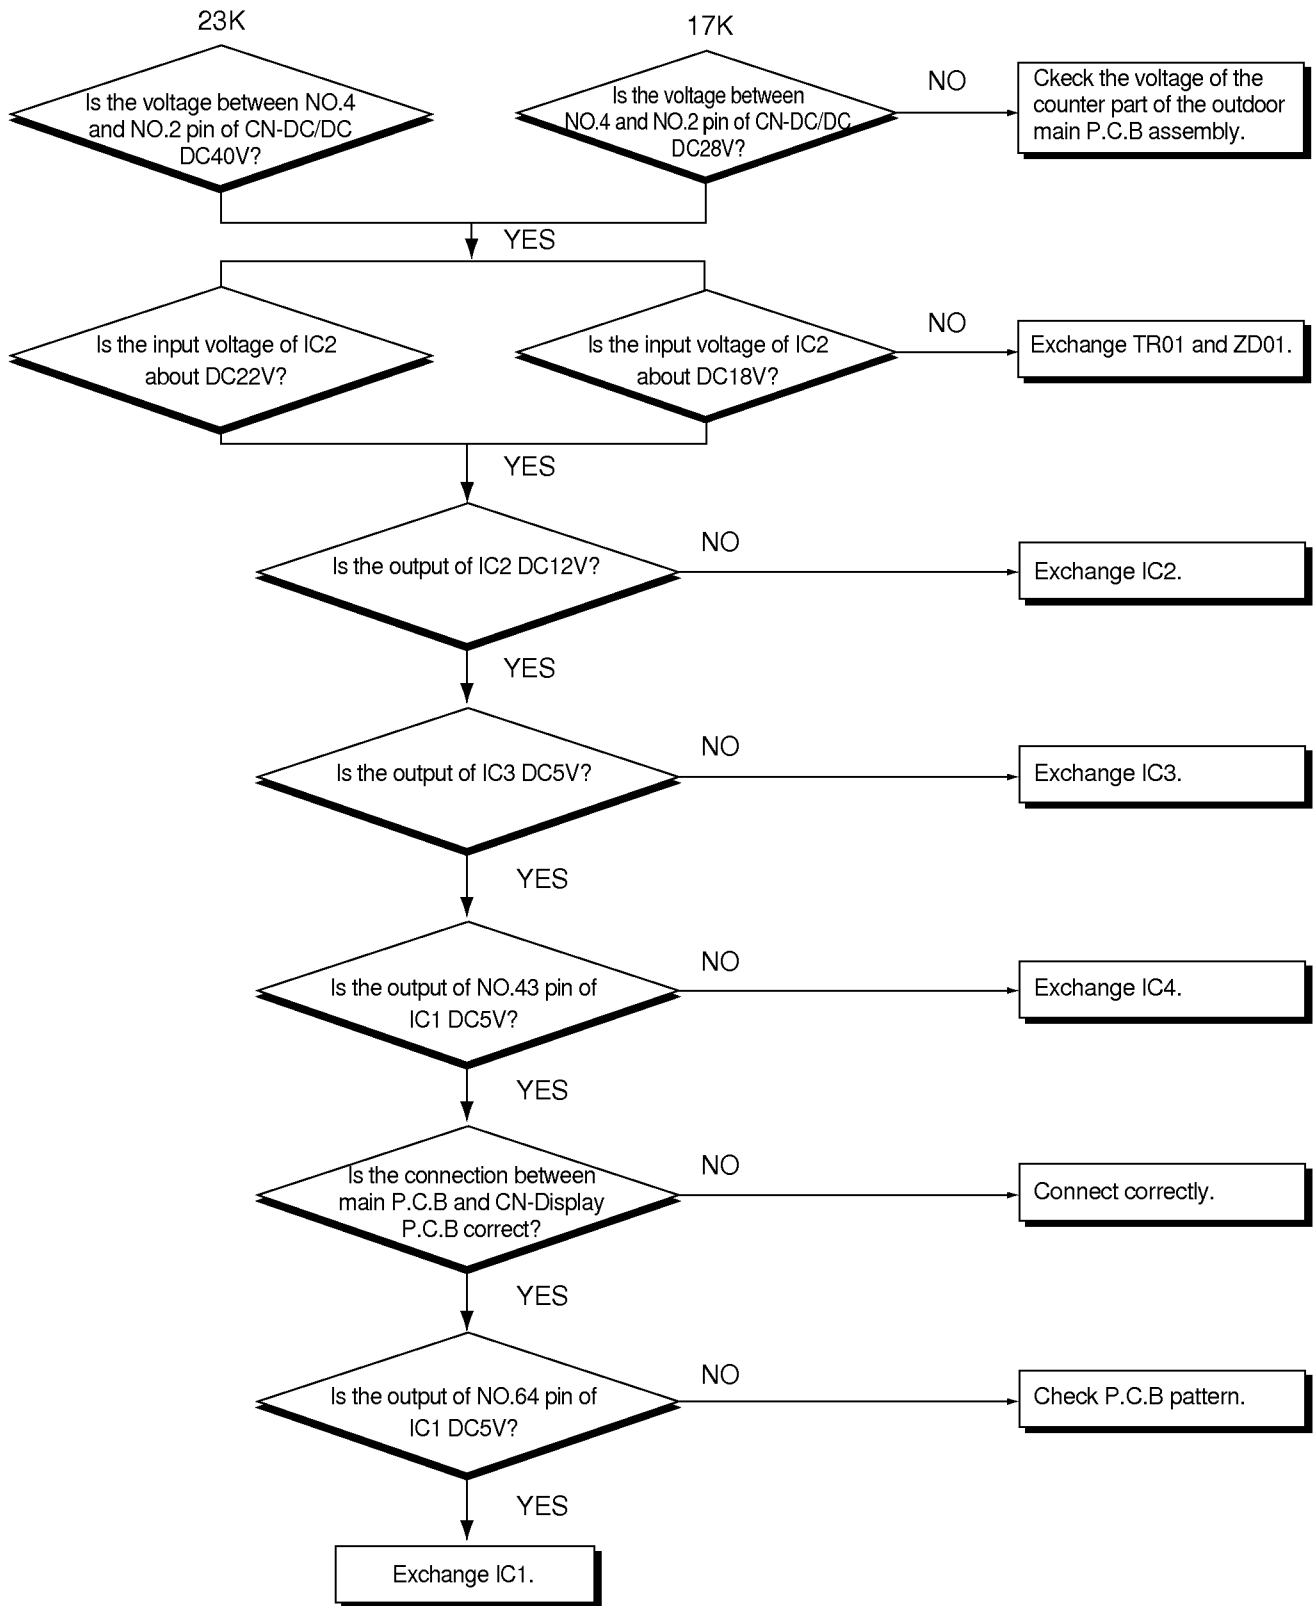 23K
17K
Is the voltage between NO.4
and NO.2 pin of CN-DC/DC
DC40V?
Is the voltage between
NO.4 and NO.2 pin of CN-DC/DC
DC28V?
NO
Ckeck the voltage of the
counter part of the outdoor
main P.C.B assembly.
YES
Is the input voltage of IC2
about DC22V?
Is the input voltage of IC2
about DC18V?
NO
Exchange TR01 and ZD01.
YES
Is the output of IC2 DC12V?
NO
Exchange IC2.
YES
Is the output of IC3 DC5V?
NO
Exchange IC3.
YES
Is the output of NO.43 pin of
IC1 DC5V?
NO
Exchange IC4.
YES
Is the connection between
main P.C.B and CN-Display
P.C.B correct?
NO
Connect correctly.
YES
Is the output of NO.64 pin of
IC1 DC5V?
NO
Check P.C.B pattern.
YES
Exchange IC1.